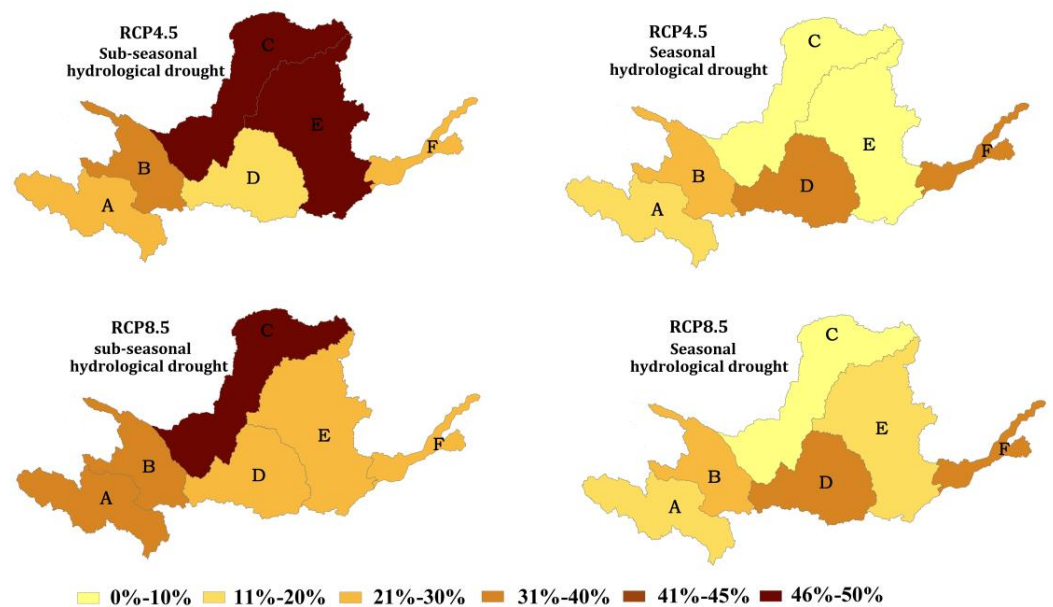 RCP4.5
Sub-seasonal
hydrological drought
C
E
B
D
F
A
RCP4.5
Seasonal
hydrological drought
C
E
F
B
D
A
RCP8.5
sub-seasonal
hydrological drought
C
E
F
B
D
A
RCP8.5
Seasonal
hydrological drought
C
E
F
B
D
A
0%-10% 11%-20% 21%-30% 31%-40% 41%-45% 46%-50%